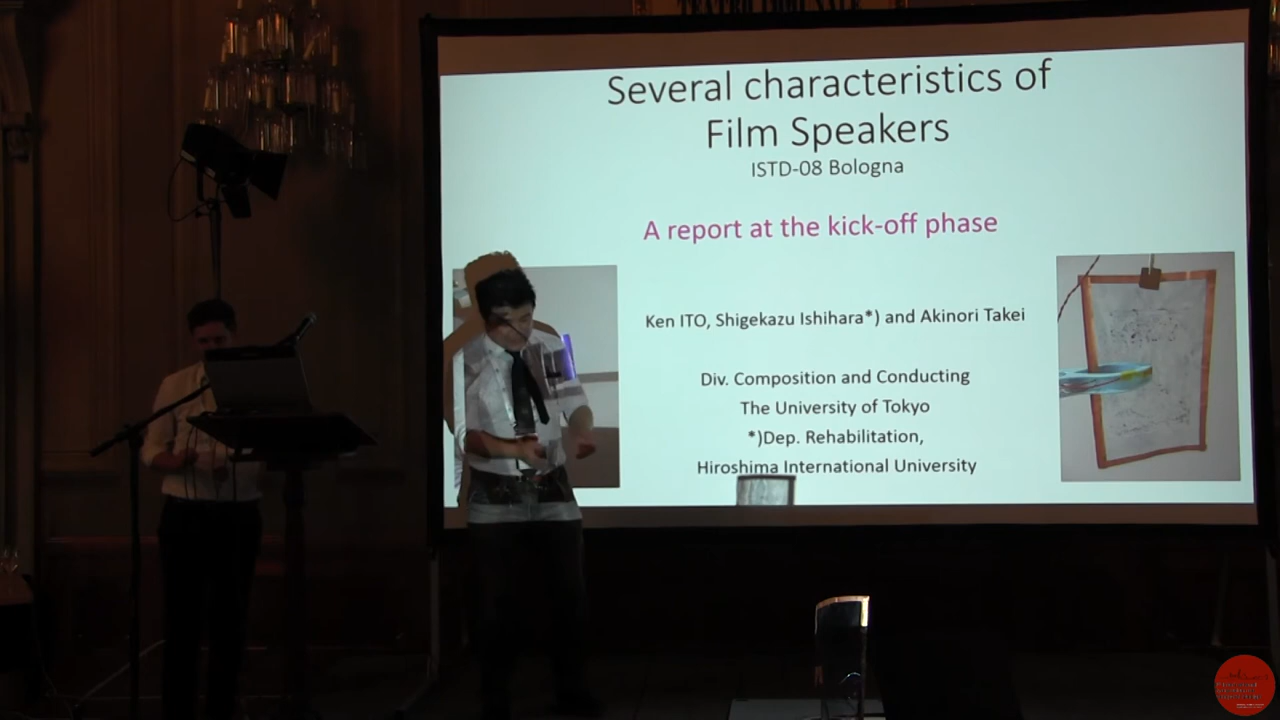 Several characteristics of
Film Speakers
ISTD-08 Bologna
A report at the kick-off phase
Ken ITO, Shigekazu Ishihara*) and Akinori Takei
Div. Composition and Conducting
The University of Tokyo
*)Dep. Rehabilitation,
Hiroshima International University